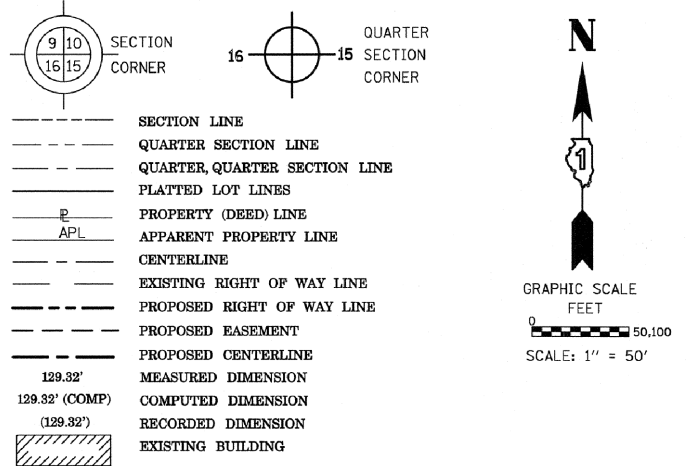 9 10 SECTION
16 15 CORNER
QUARTER
16 15 SECTION
CORNER
SECTION LINE
QUARTER SECTION LINE
QUARTER, QUARTER SECTION LINE
PLATTED LOT LINES
PL PROPERTY (DEED) LINE
APL APPARENT PROPERTY LINE
CENTERLINE
EXISTING RIGHT OF WAY LINE
PROPOSED RIGHT OF WAY LINE
PROPOSED EASEMENT
PROPOSED CENTERLINE
129.32' MEASURED DIMENSION
129.32' (COMP) COMPUTED DIMENSION
(129.32') RECORDED DIMENSION
EXISTING BUILDING
N
1
GRAPHIC SCALE
FEET
0
50,100
SCALE: 1" = 50'